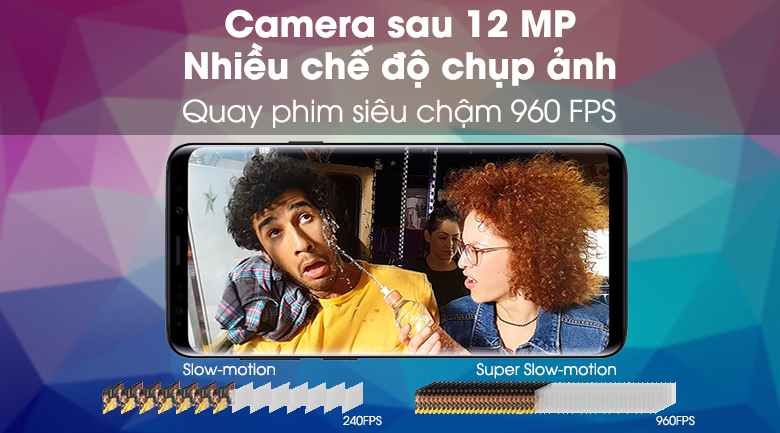 Camera sau 12 MP
Nhiều chế độ chụp ảnh
Quay phim siêu chậm 960 FPS
Slow-motion
Super Slow-motion
240FPS
960FPS